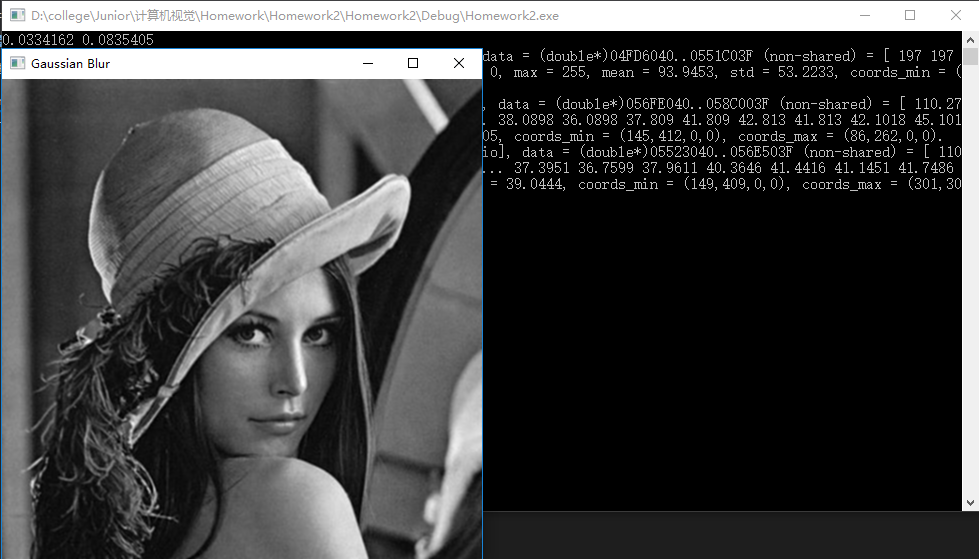 D:\college\Junior\计算机视觉\Homework\Homework2\Homework2\Debug\Homework2.exe
0.0334162 0.0835405
Gaussian Blur
data = (double*)04FD6040..0551C03F (non-shared) = [ 197 197
0, max = 255, mean = 93.9453, std = 53.2233, coords_min = (
, data = (double*)056FE040..058C003F (non-shared) = [ 110.27
. 38.0898 36.0898 37.809 41.809 42.813 41.813 42.1018 45.101
05, coords_min = (145,412,0,0), coords_max = (86,262,0,0).
io], data = (double*)05523040..056E503F (non-shared) = [ 110
... 37.3951 36.7599 37.9611 40.3646 41.4416 41.1451 41.7486
= 39.0444, coords_min = (149,409,0,0), coords_max = (301,30